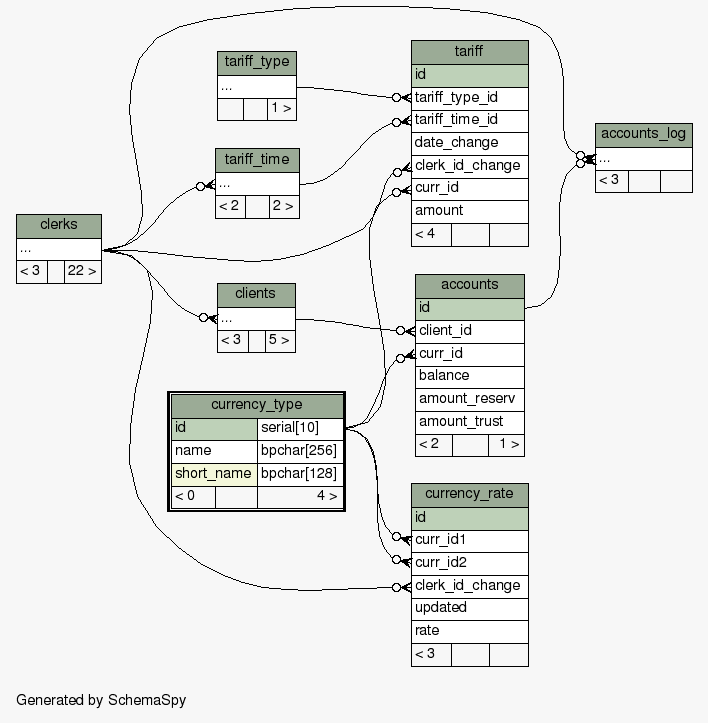 tariff_type
...
1 >
tariff
id
tariff_type_id
tariff_time_id
date_change
clerk_id_change
curr_id
amount
< 4
accounts_log
...
< 3
tariff_time
...
< 2 2 >
clerks
...
< 3 22 >
clients
...
< 3 5 >
accounts
id
client_id
curr_id
balance
amount_reserv
amount_trust
< 2 1 >
currency_type
id serial[10]
name bpchar[256]
short_name bpchar[128]
< 0 4 >
currency_rate
id
curr_id1
curr_id2
clerk_id_change
updated
rate
< 3
Generated by SchemaSpy